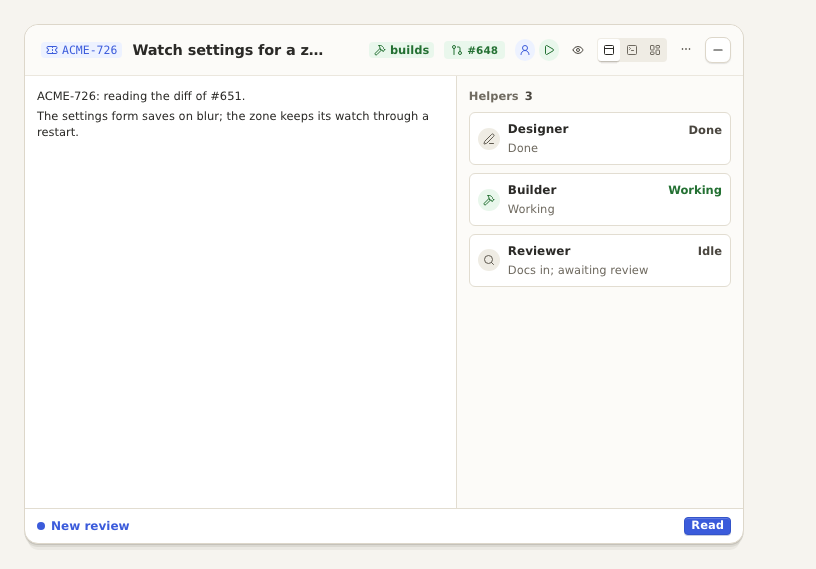 ACME-726 Watch settings for a z... builds #648 ...
ACME-726: reading the diff of #651.
The settings form saves on blur; the zone keeps its watch through a
restart.
Helpers 3
Designer Done
Done
Builder Working
Working
Reviewer Idle
Docs in; awaiting review
New review Read